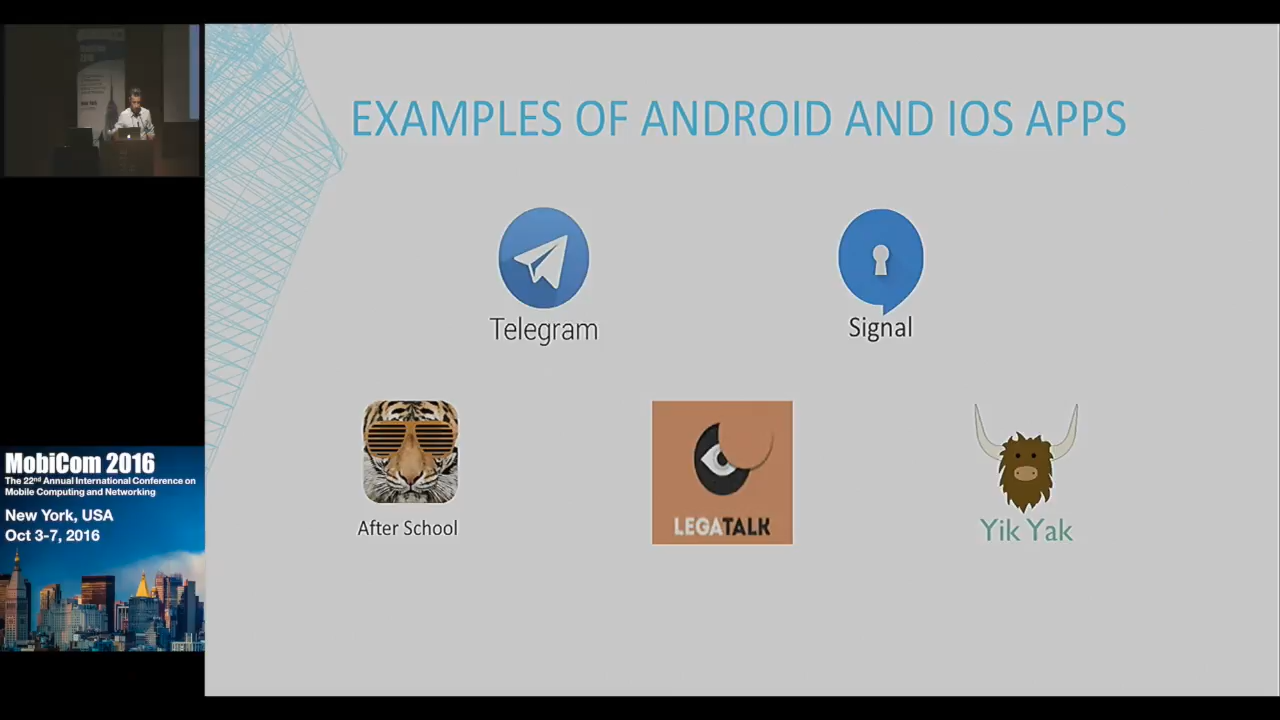 EXAMPLES OF ANDROID AND IOS APPS
Telegram
Signal
After School
LEGATALK
Yik Yak
MobiCom 2016
The 22nd Annual International Conference on
Mobile Computing and Networking
New York, USA
Oct 3-7, 2016